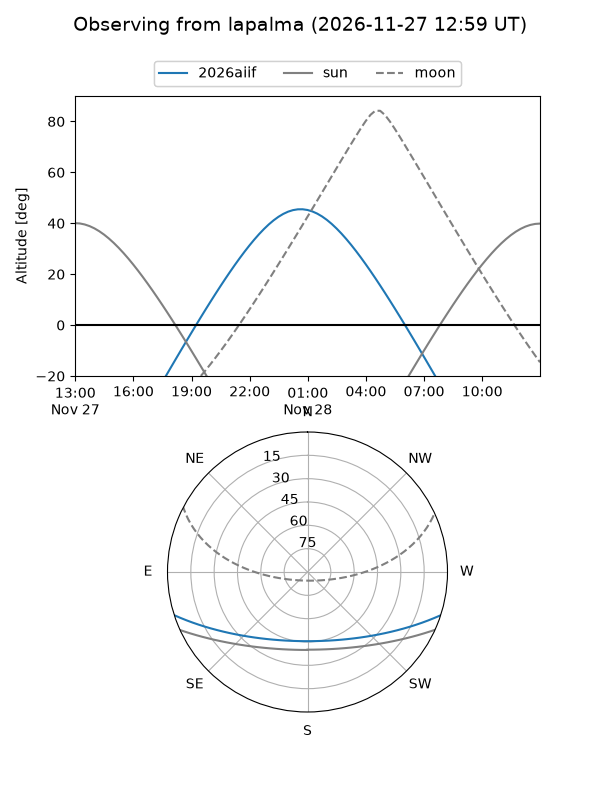 Observing from lapalma (2026-11-27 12:59 UT)
2026aiif sun moon
Altitude [deg]
80
60
40
20
0
−20
13:00 16:00 19:00 22:00 01:00 04:00 07:00 10:00
Nov 27 Nov 28
N
NE NW
15
30
45
60
75
E W
SE SW
S